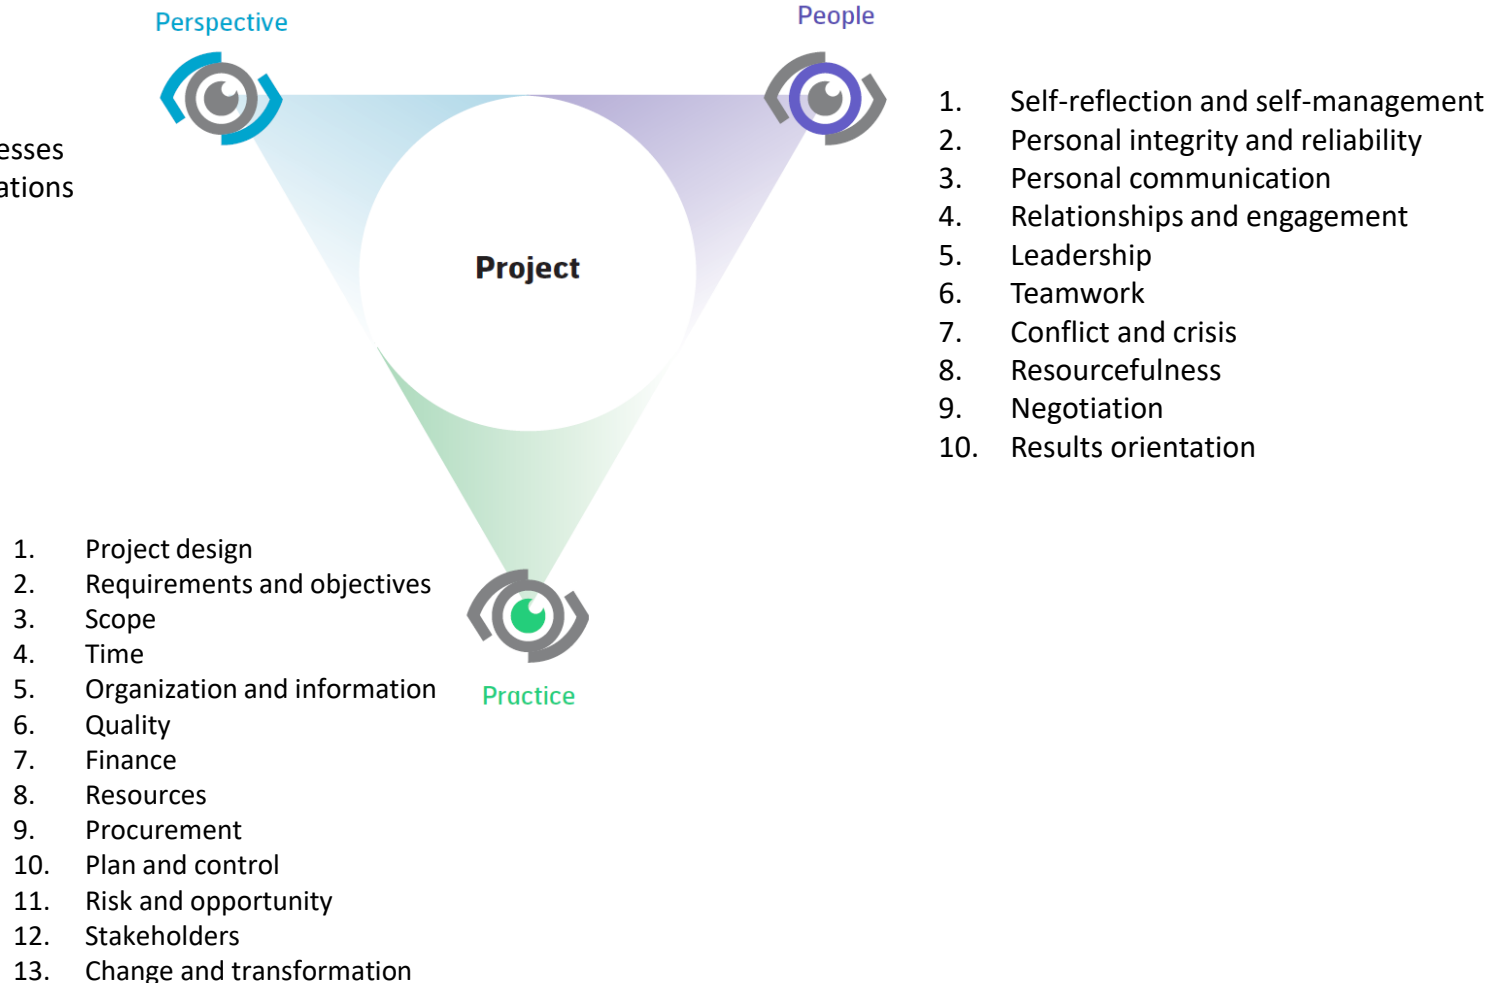 Perspective
People
esses
ations
Project
1. Self-reflection and self-management
2. Personal integrity and reliability
3. Personal communication
4. Relationships and engagement
5. Leadership
6. Teamwork
7. Conflict and crisis
8. Resourcefulness
9. Negotiation
10. Results orientation
1. Project design
2. Requirements and objectives
3. Scope
4. Time
5. Organization and information
6. Quality
7. Finance
8. Resources
9. Procurement
10. Plan and control
11. Risk and opportunity
12. Stakeholders
13. Change and transformation
Practice